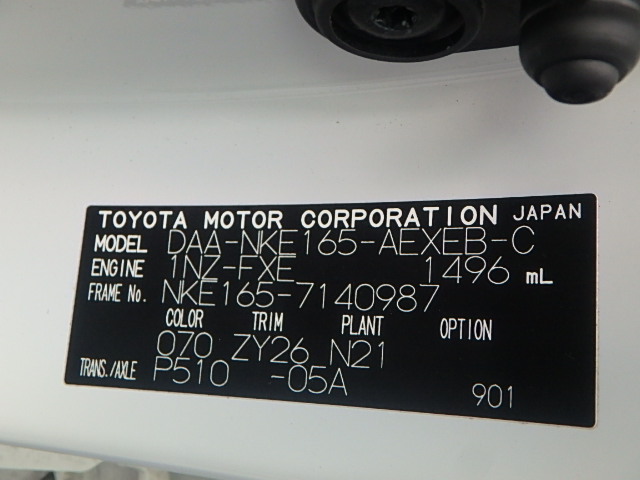 TOYOTA MOTOR CORPORATION JAPAN
MODEL DAA-NKE165-AEXEB-C
ENGINE 1NZ-FXE 1496 mL
FRAME No. NKE165-7140987
COLOR TRIM PLANT OPTION
070 ZY26 N21
TRANS./AXLE P510 -05A
901